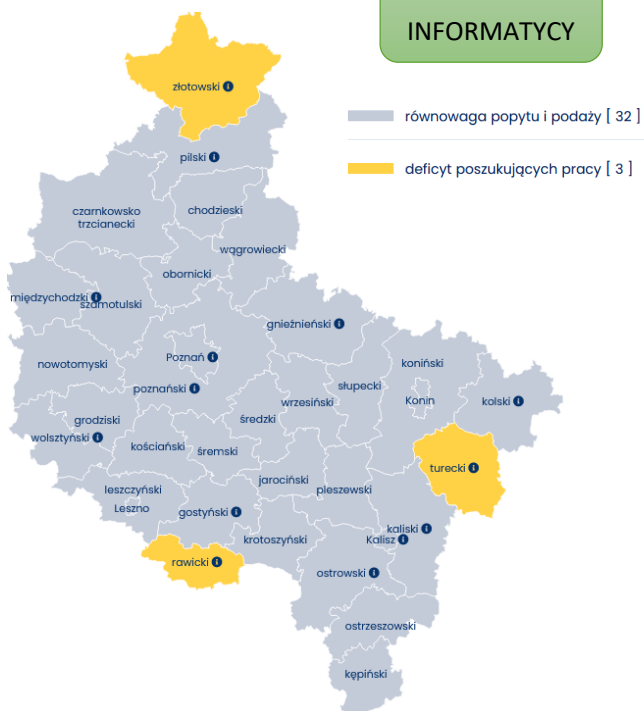 INFORMATYCY
równowaga popytu i podaży [ 32 ]
deficyt poszukujących pracy [ 3 ]
złotowski
pilski
czarnkowsko
trzcianecki
chodzieski
wągrowiecki
obornicki
międzychodzki
szamotulski
gnieźnieński
Poznań
nowotomyski
koniński
poznański
słupecki
wrzesiński
Konin
kolski
średzki
grodziski
wolsztyński
kościański
śremski
turecki
jarociński
leszczyński
pleszewski
Leszno
gostyński
kaliski
Kalisz
krotoszyński
rawicki
ostrowski
ostrzeszowski
kępiński